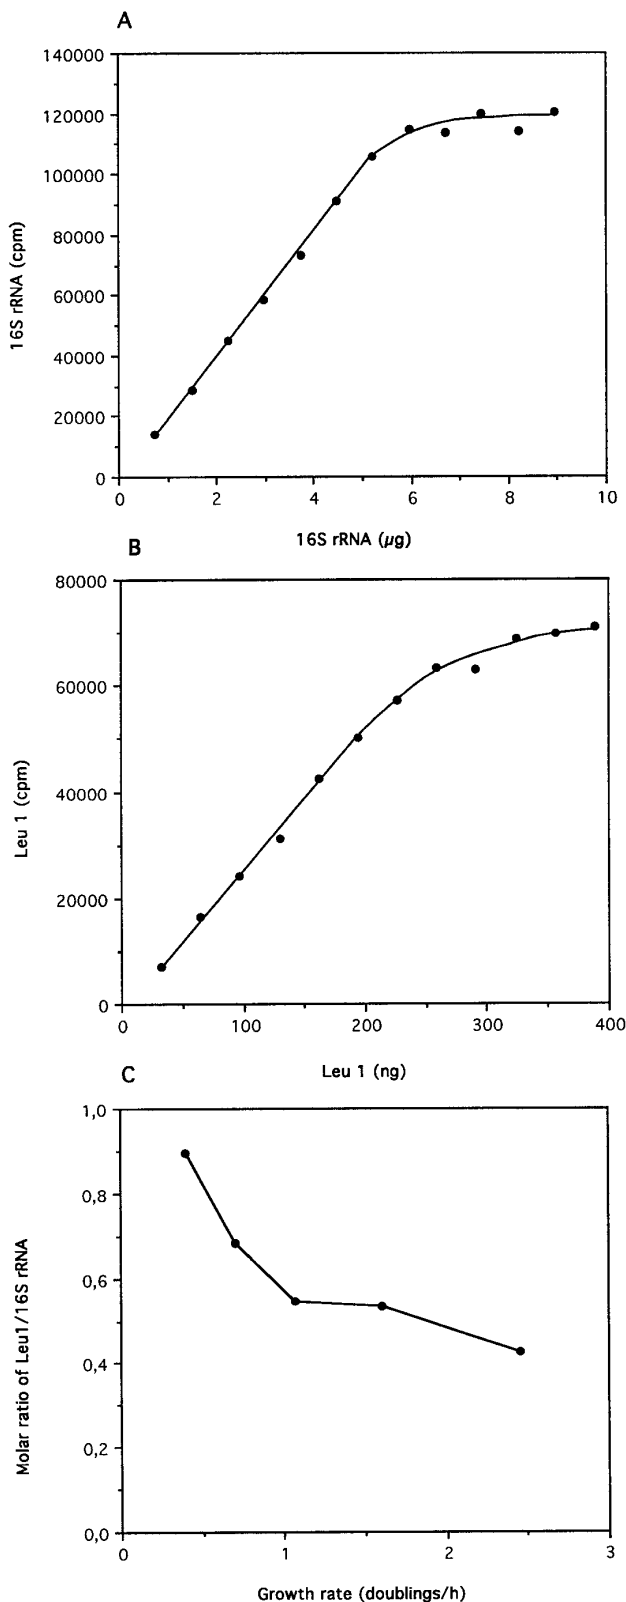 A
140000
120000
100000
80000
60000
40000
20000
0
16S rRNA (cpm)
0 2 4 6 8 10
16S rRNA (µg)
B
80000
60000
40000
20000
0
Leu 1 (cpm)
0 100 200 300 400
Leu 1 (ng)
C
1,0
0,8
0,6
0,4
0,2
0,0
Molar ratio of Leu1/16S rRNA
0 1 2 3
Growth rate (doublings/h)